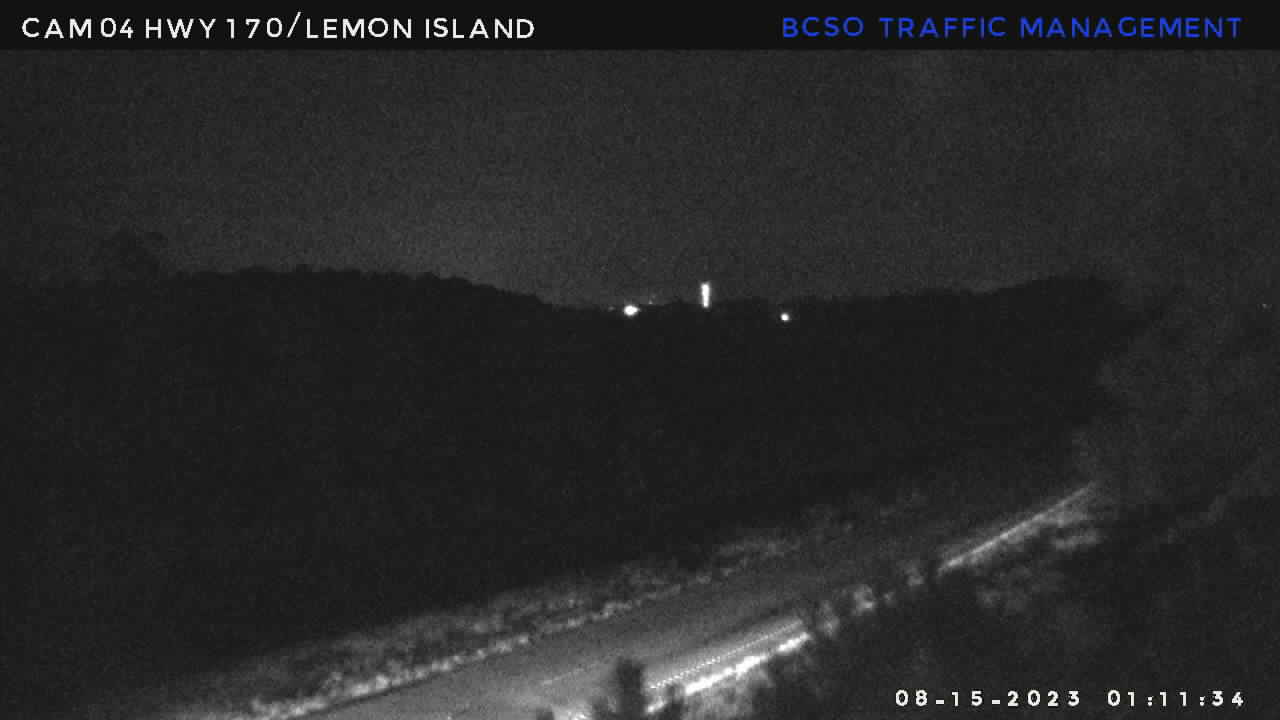 CAM04 HWY 170/LEMON ISLAND
BCSO TRAFFIC MANAGEMENT
08-15-2023 01:11:34